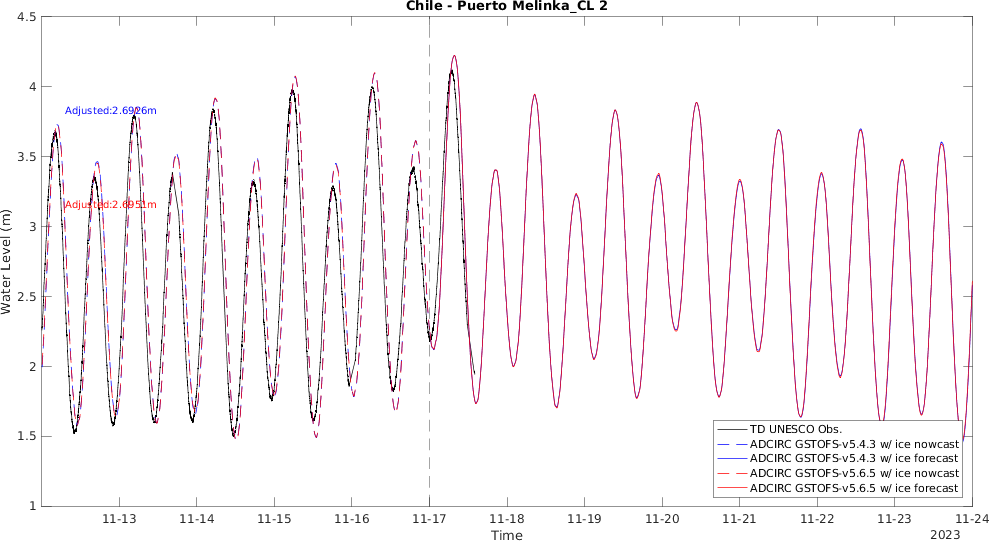 Chile - Puerto Melinka_CL 2
4.5
4
3.5
3
2.5
2
1.5
1
Water Level (m)
Adjusted:2.6926m
Adjusted:2.6951m
TD UNESCO Obs.
ADCIRC GSTOFS-v5.4.3 w/ ice nowcast
ADCIRC GSTOFS-v5.4.3 w/ ice forecast
ADCIRC GSTOFS-v5.6.5 w/ ice nowcast
ADCIRC GSTOFS-v5.6.5 w/ ice forecast
11-13 11-14 11-15 11-16 11-17 11-18 11-19 11-20 11-21 11-22 11-23 11-24
Time
2023